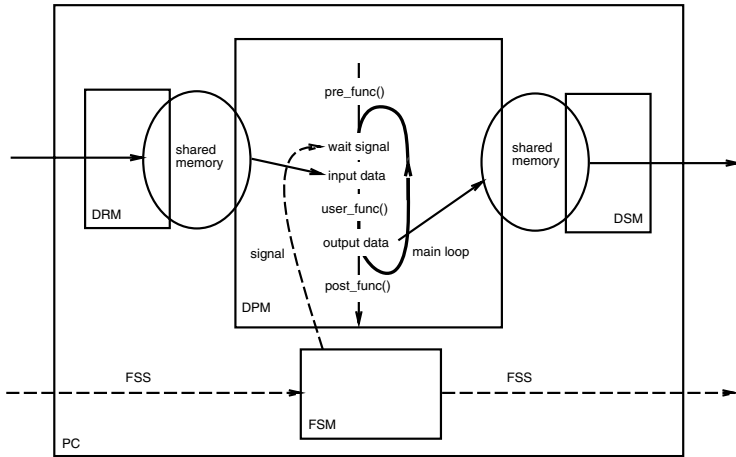 pre_func()
shared
memory
wait signal
shared
memory
input data
DRM
user_func()
DSM
output data
signal
main loop
post_func()
DPM
FSS
FSS
FSM
PC